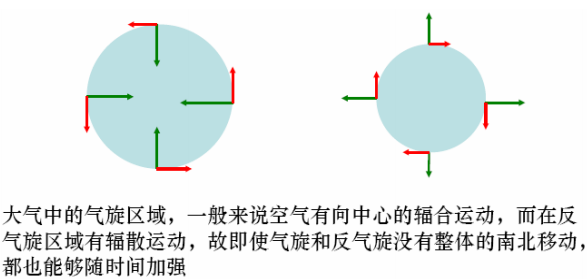 大气中的气旋区域，一般来说空气有向中心的辐合运动，而在反
气旋区域有辐散运动，故即使气旋和反气旋没有整体的南北移动，
都也能够随时间加强